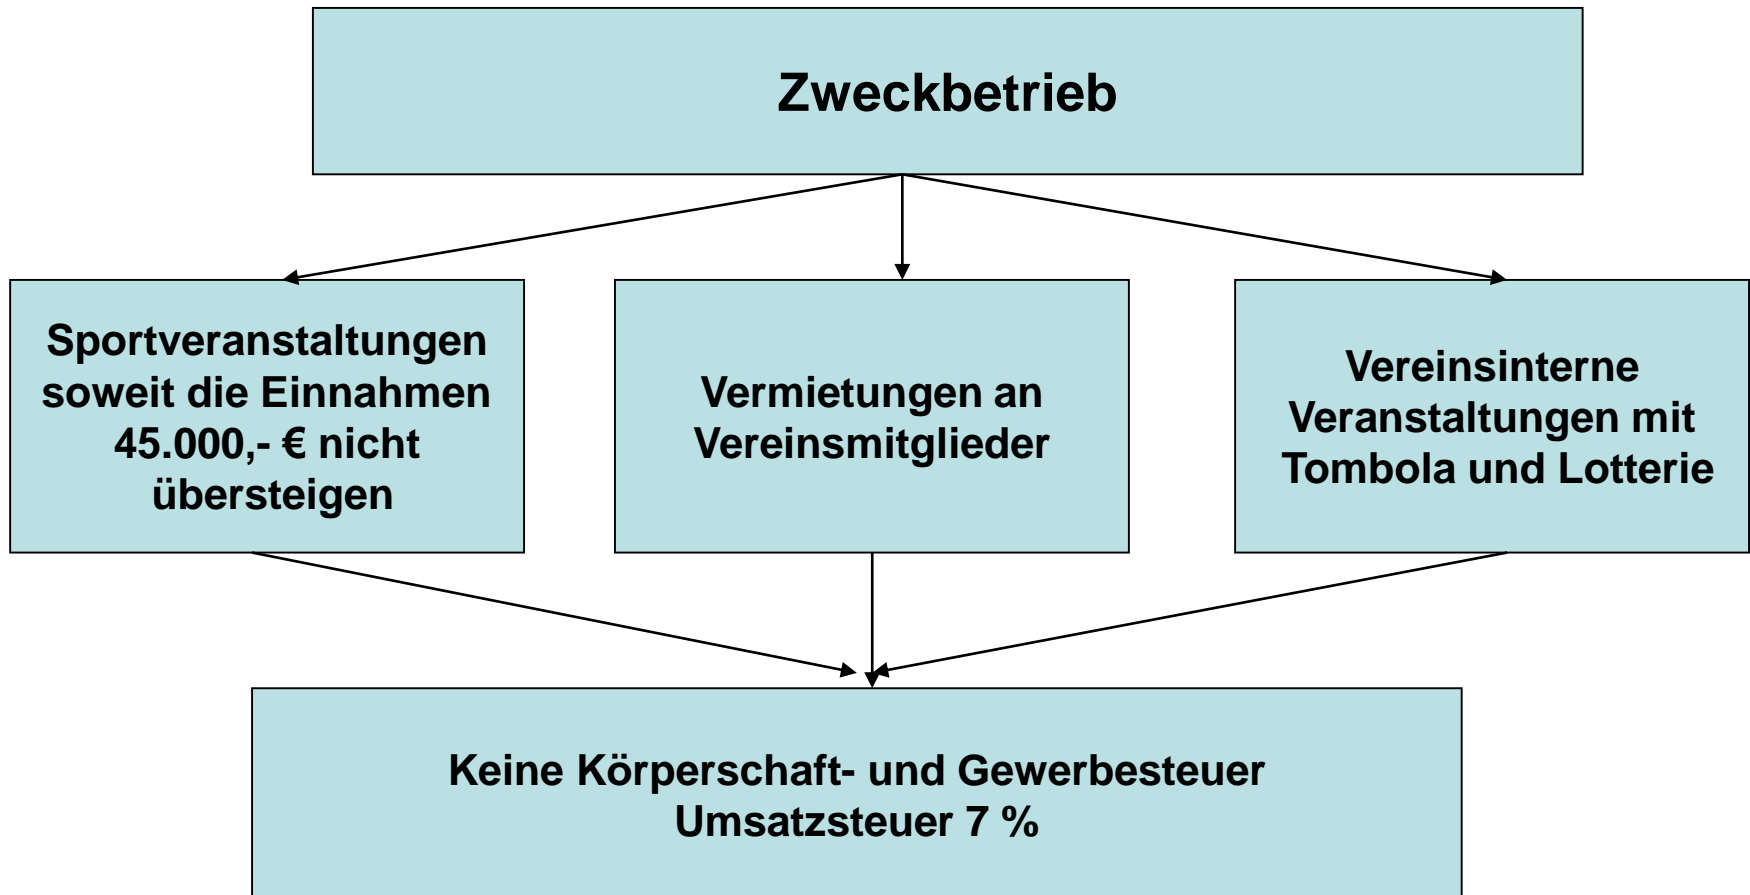 Zweckbetrieb
Sportveranstaltungen
soweit die Einnahmen
45.000,- € nicht
übersteigen
Vermietungen an
Vereinsmitglieder
Vereinsinterne
Veranstaltungen mit
Tombola und Lotterie
Keine Körperschaft- und Gewerbesteuer
Umsatzsteuer 7 %